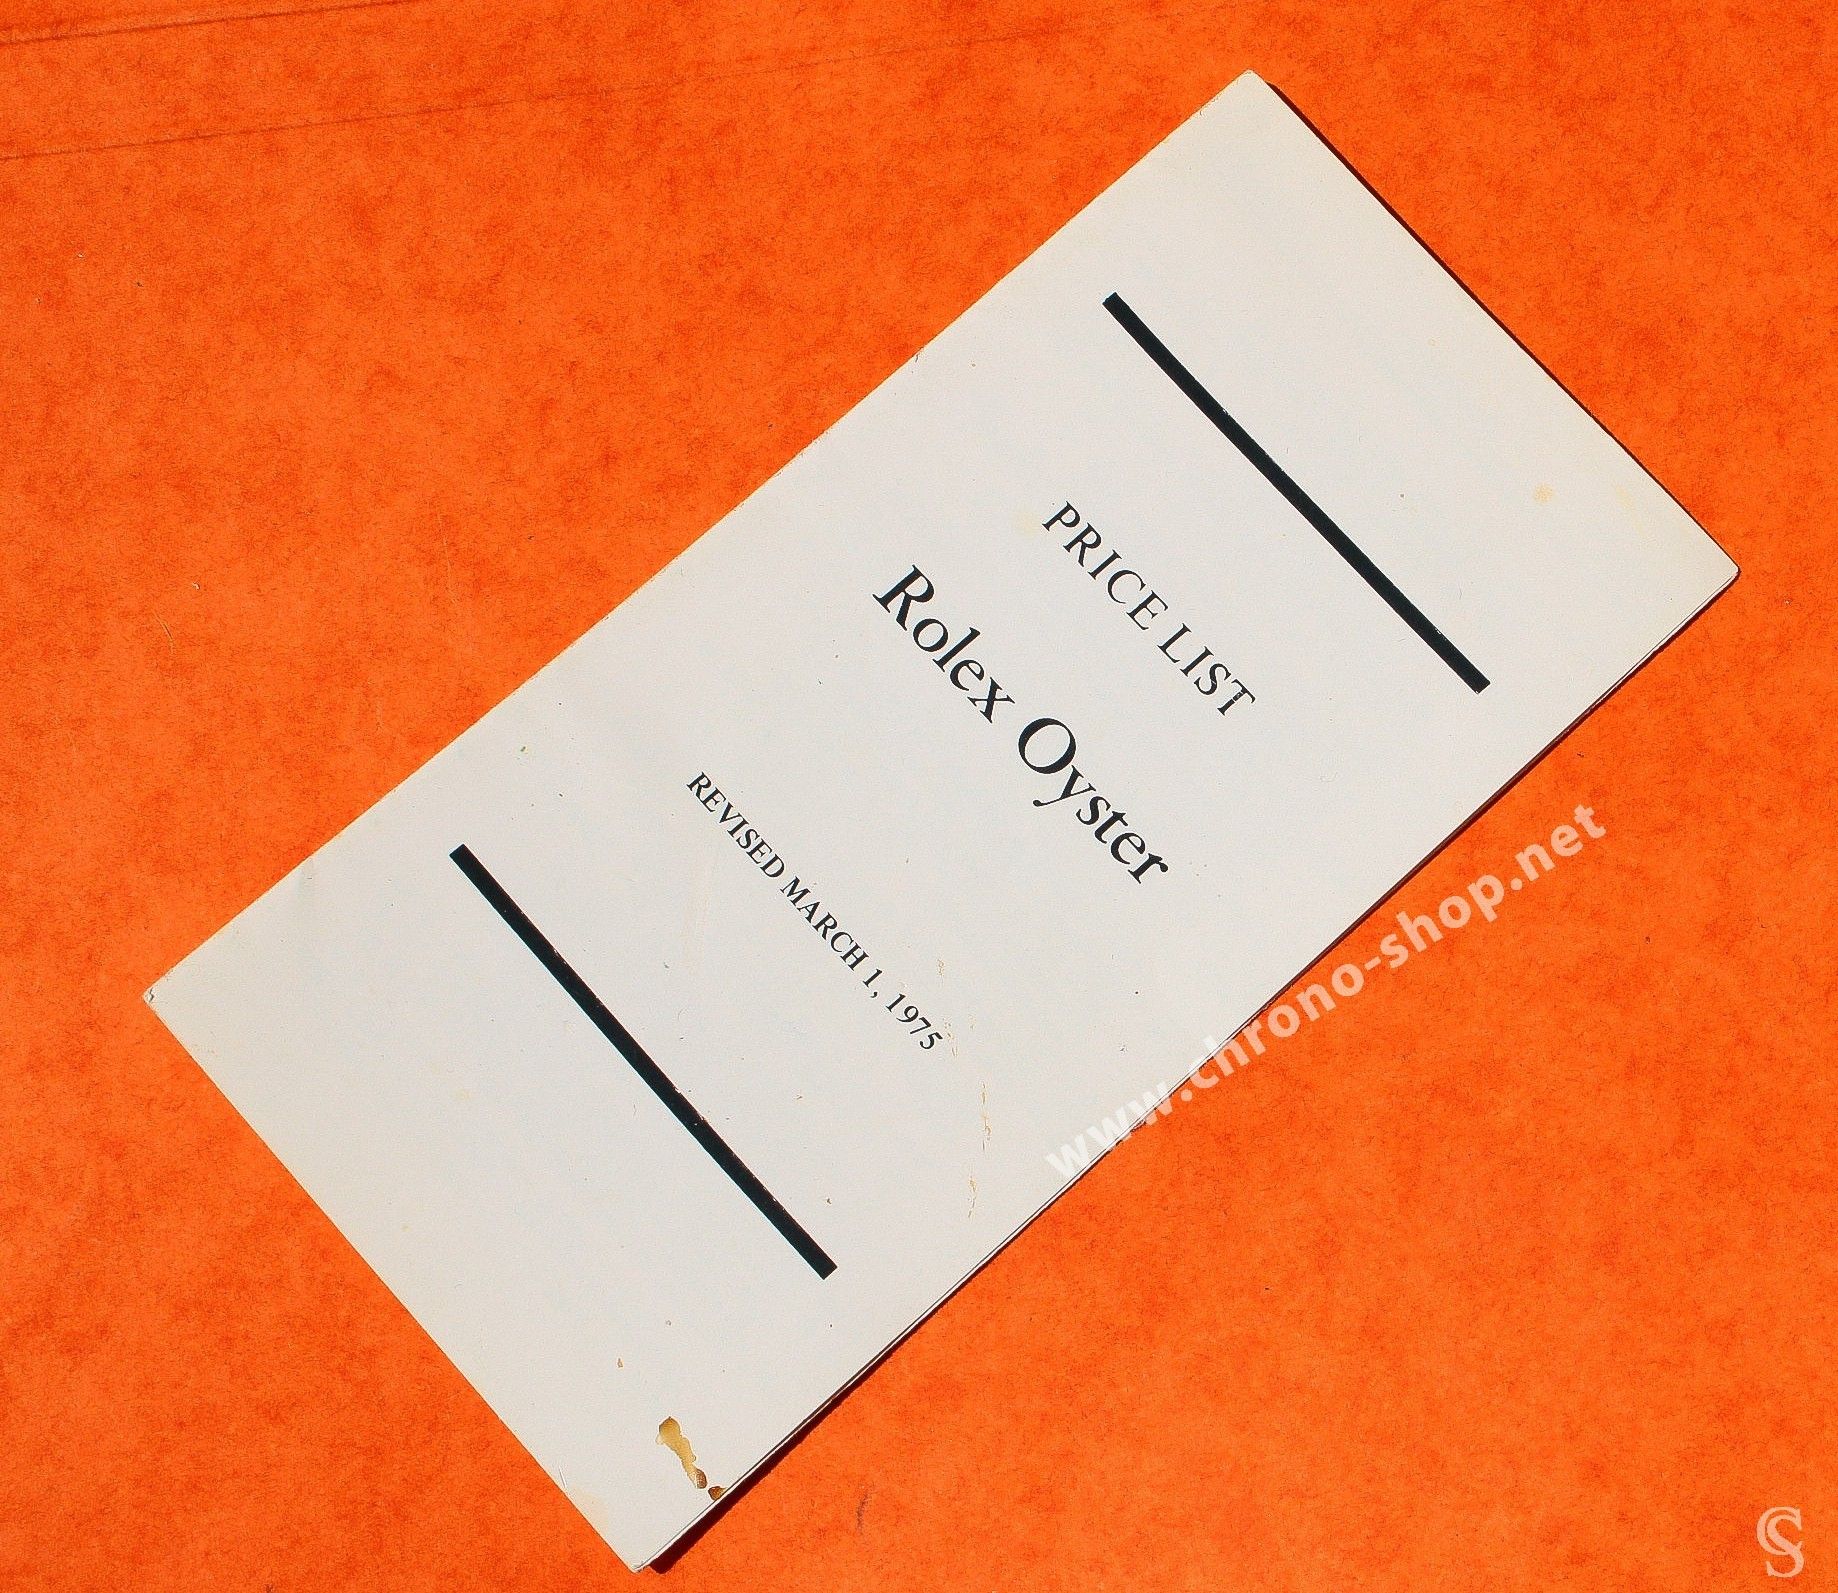 PRICE LIST
Rolex Oyster
REVISED MARCH 1, 1975
www.chrono-shop.net